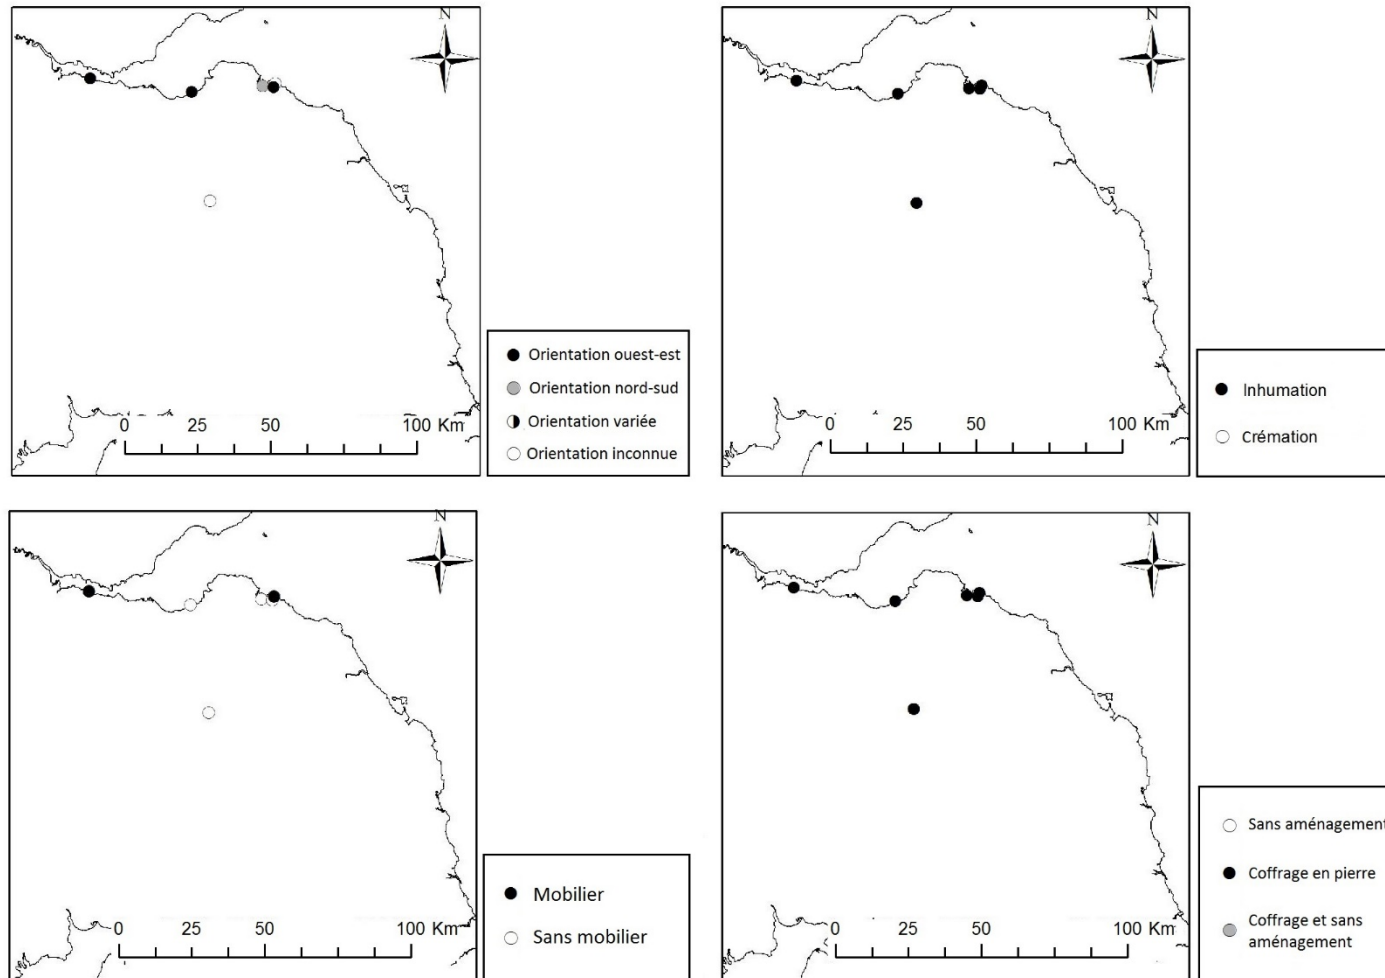 N
0 25 50 100 Km
Orientation ouest-est
Orientation nord-sud
Orientation variée
Orientation inconnue
N
0 25 50 100 Km
Inhumation
Crémation
N
0 25 50 100 Km
Mobilier
Sans mobilier
N
0 25 50 100 Km
Sans aménagement
Coffrage en pierre
Coffrage et sans
aménagement